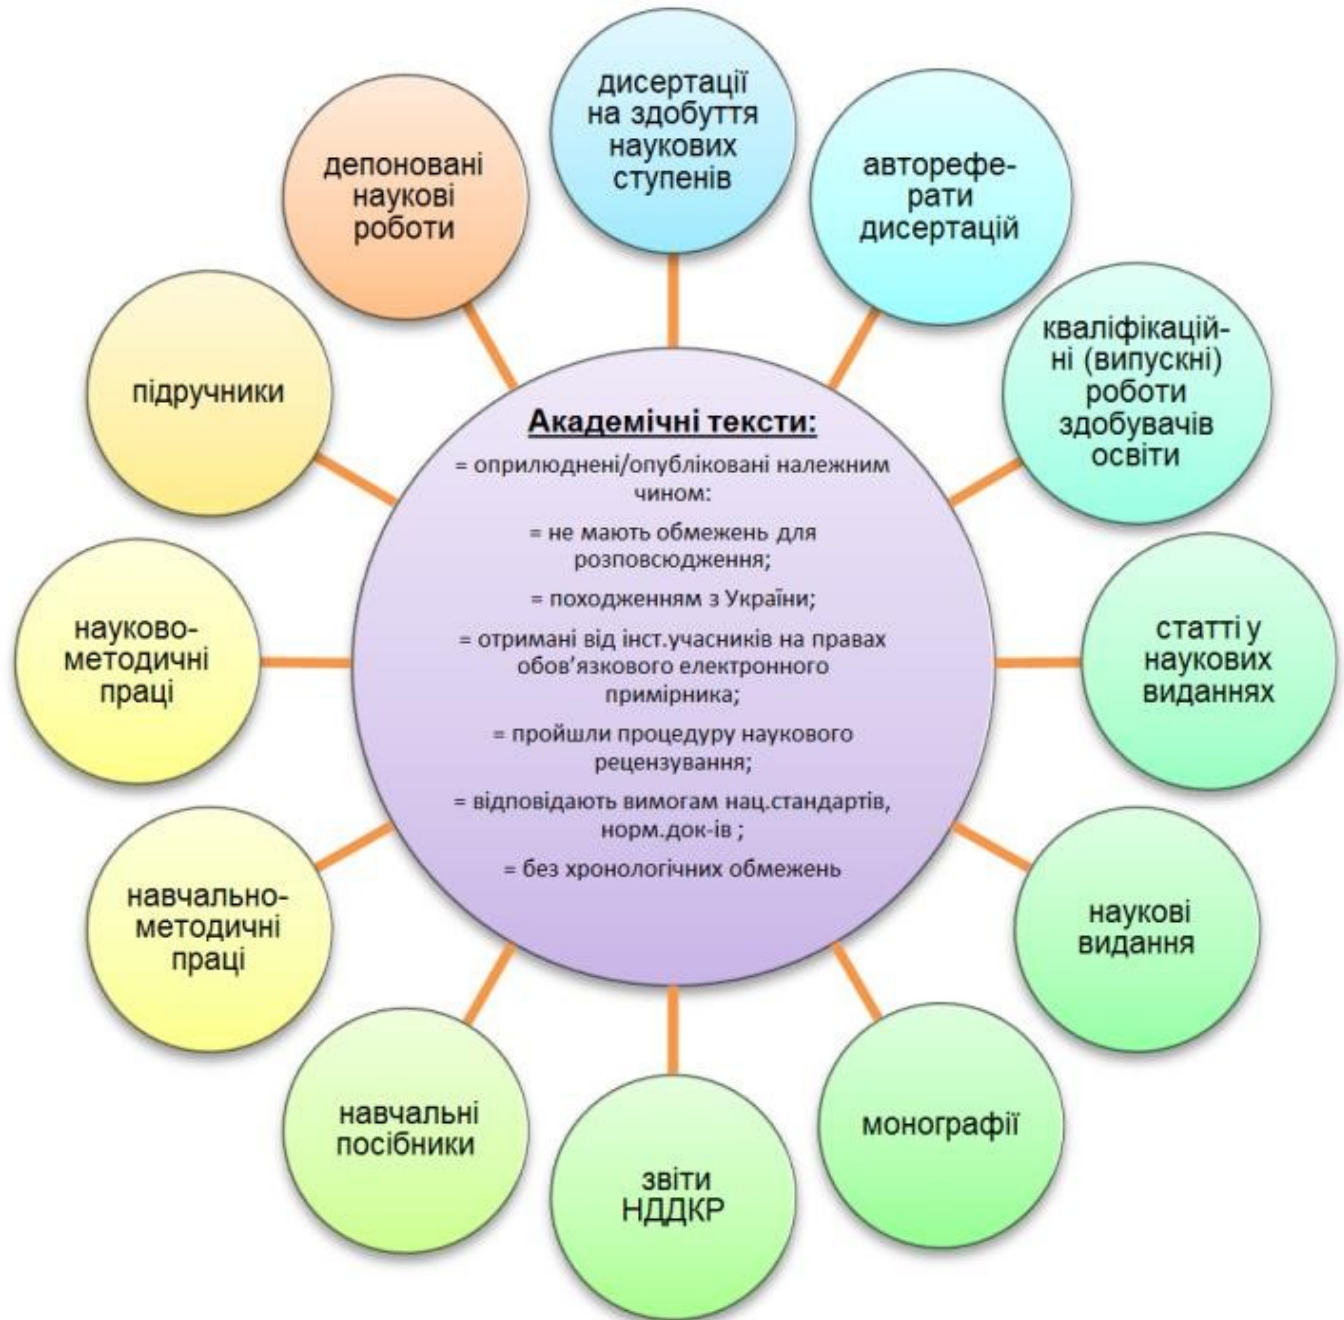 дисертації
на здобуття
наукових
ступенів
авторефе-
рати
дисертацій
кваліфікацій-
ні (випускні)
роботи
здобувачів
освіти
статті у
наукових
виданнях
наукові
видання
монографії
звіти
НДДКР
навчальні
посібники
навчально-
методичні
праці
науково-
методичні
праці
підручники
депоновані
наукові
роботи
Академічні тексти:
= оприлюднені/опубліковані належним
чином:
= не мають обмежень для
розповсюдження;
= походженням з України;
= отримані від інст.учасників на правах
обов’язкового електронного
примірника;
= пройшли процедуру наукового
рецензування;
= відповідають вимогам нац.стандартів,
норм.док-ів ;
= без хронологічних обмежень